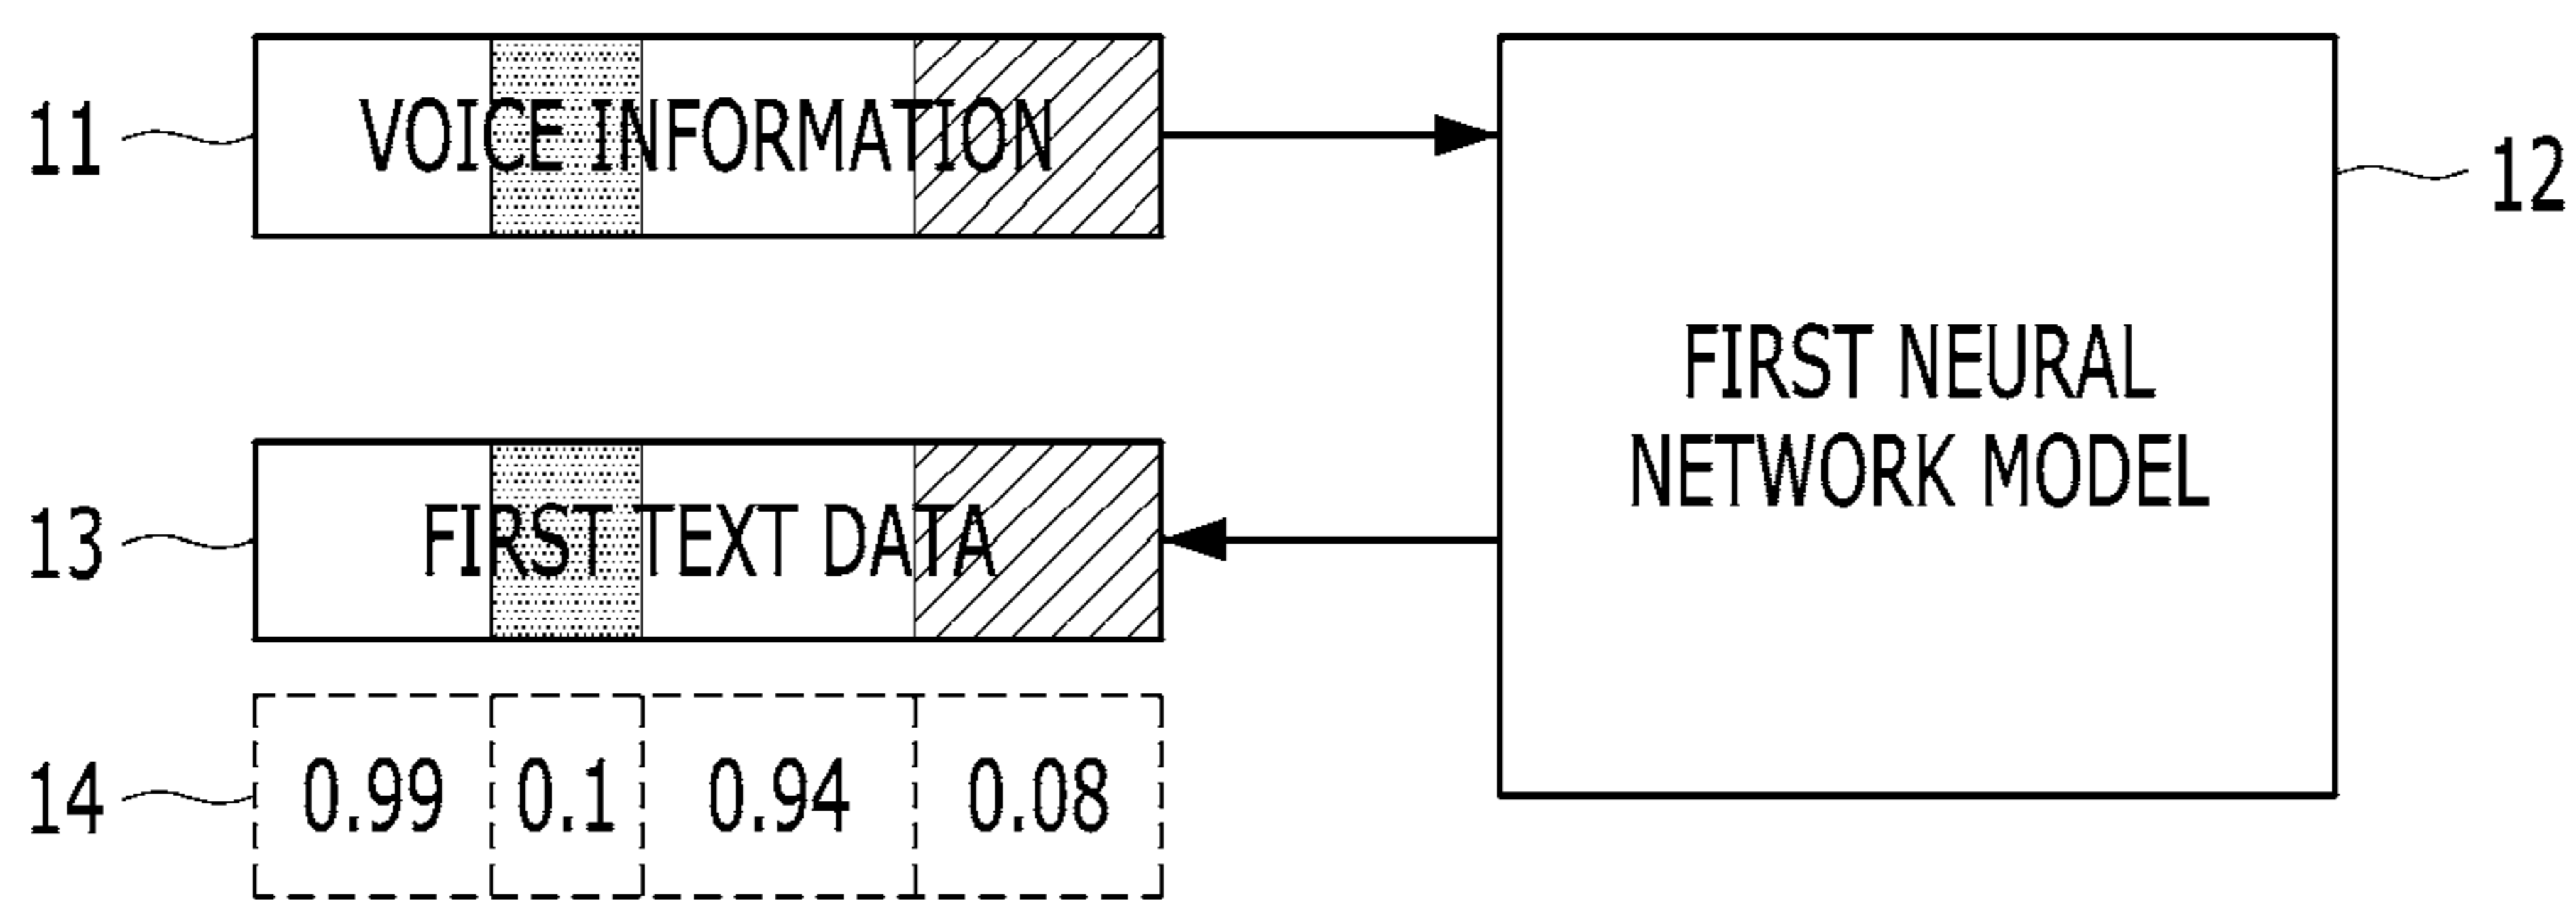 11 VOICE INFORMATION
12
FIRST NEURAL
NETWORK MODEL
13 FIRST TEXT DATA
14 0.99 0.1 0.94 0.08